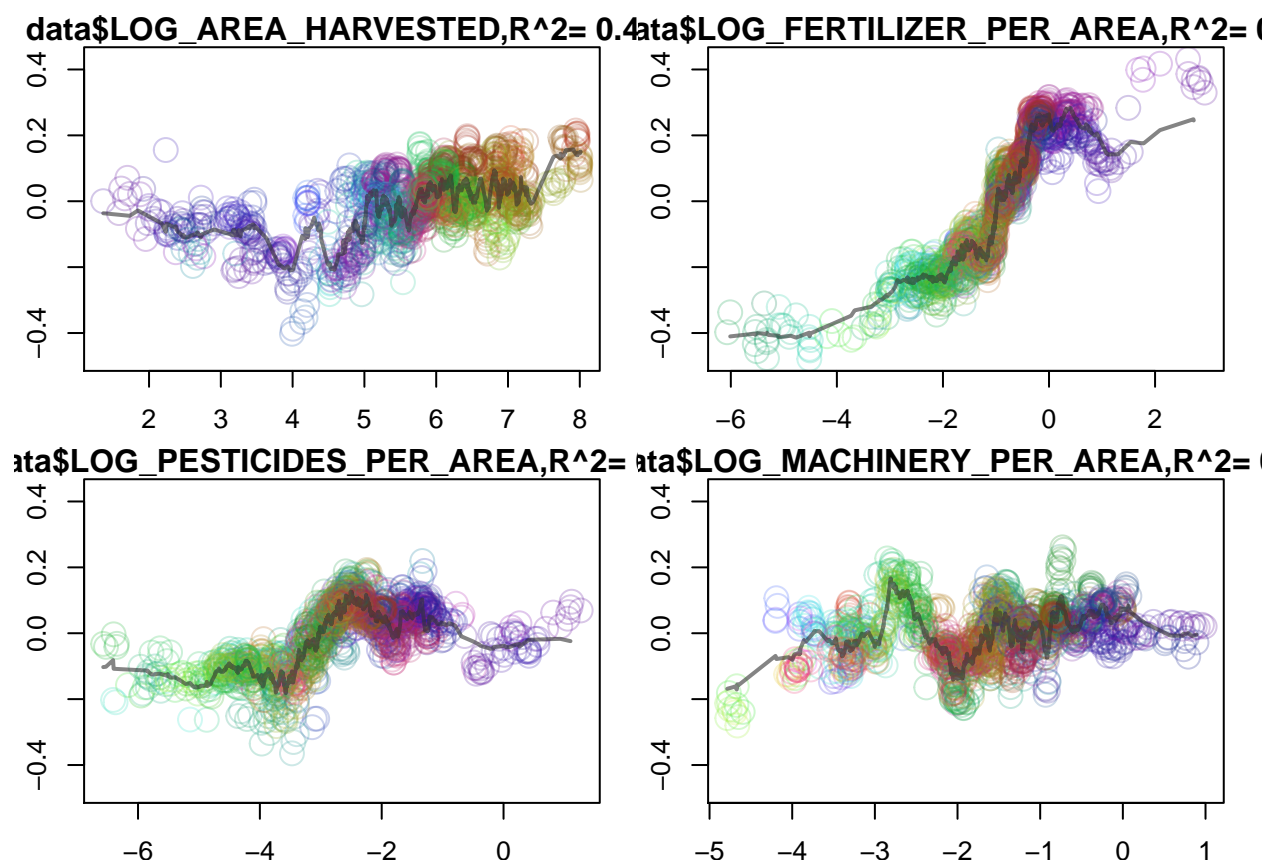 data$LOG_AREA_HARVESTED,R^2= 0.4
ata$LOG_FERTILIZER_PER_AREA,R^2= 0
0.4
0.2
0.0
−0.4
2 3 4 5 6 7 8
0.4
0.2
0.0
−0.4
−6 −4 −2 0 2
ata$LOG_PESTICIDES_PER_AREA,R^2=
ata$LOG_MACHINERY_PER_AREA,R^2= 0
0.4
0.2
0.0
−0.4
−6 −4 −2 0
0.4
0.2
0.0
−0.4
−5 −4 −3 −2 −1 0 1